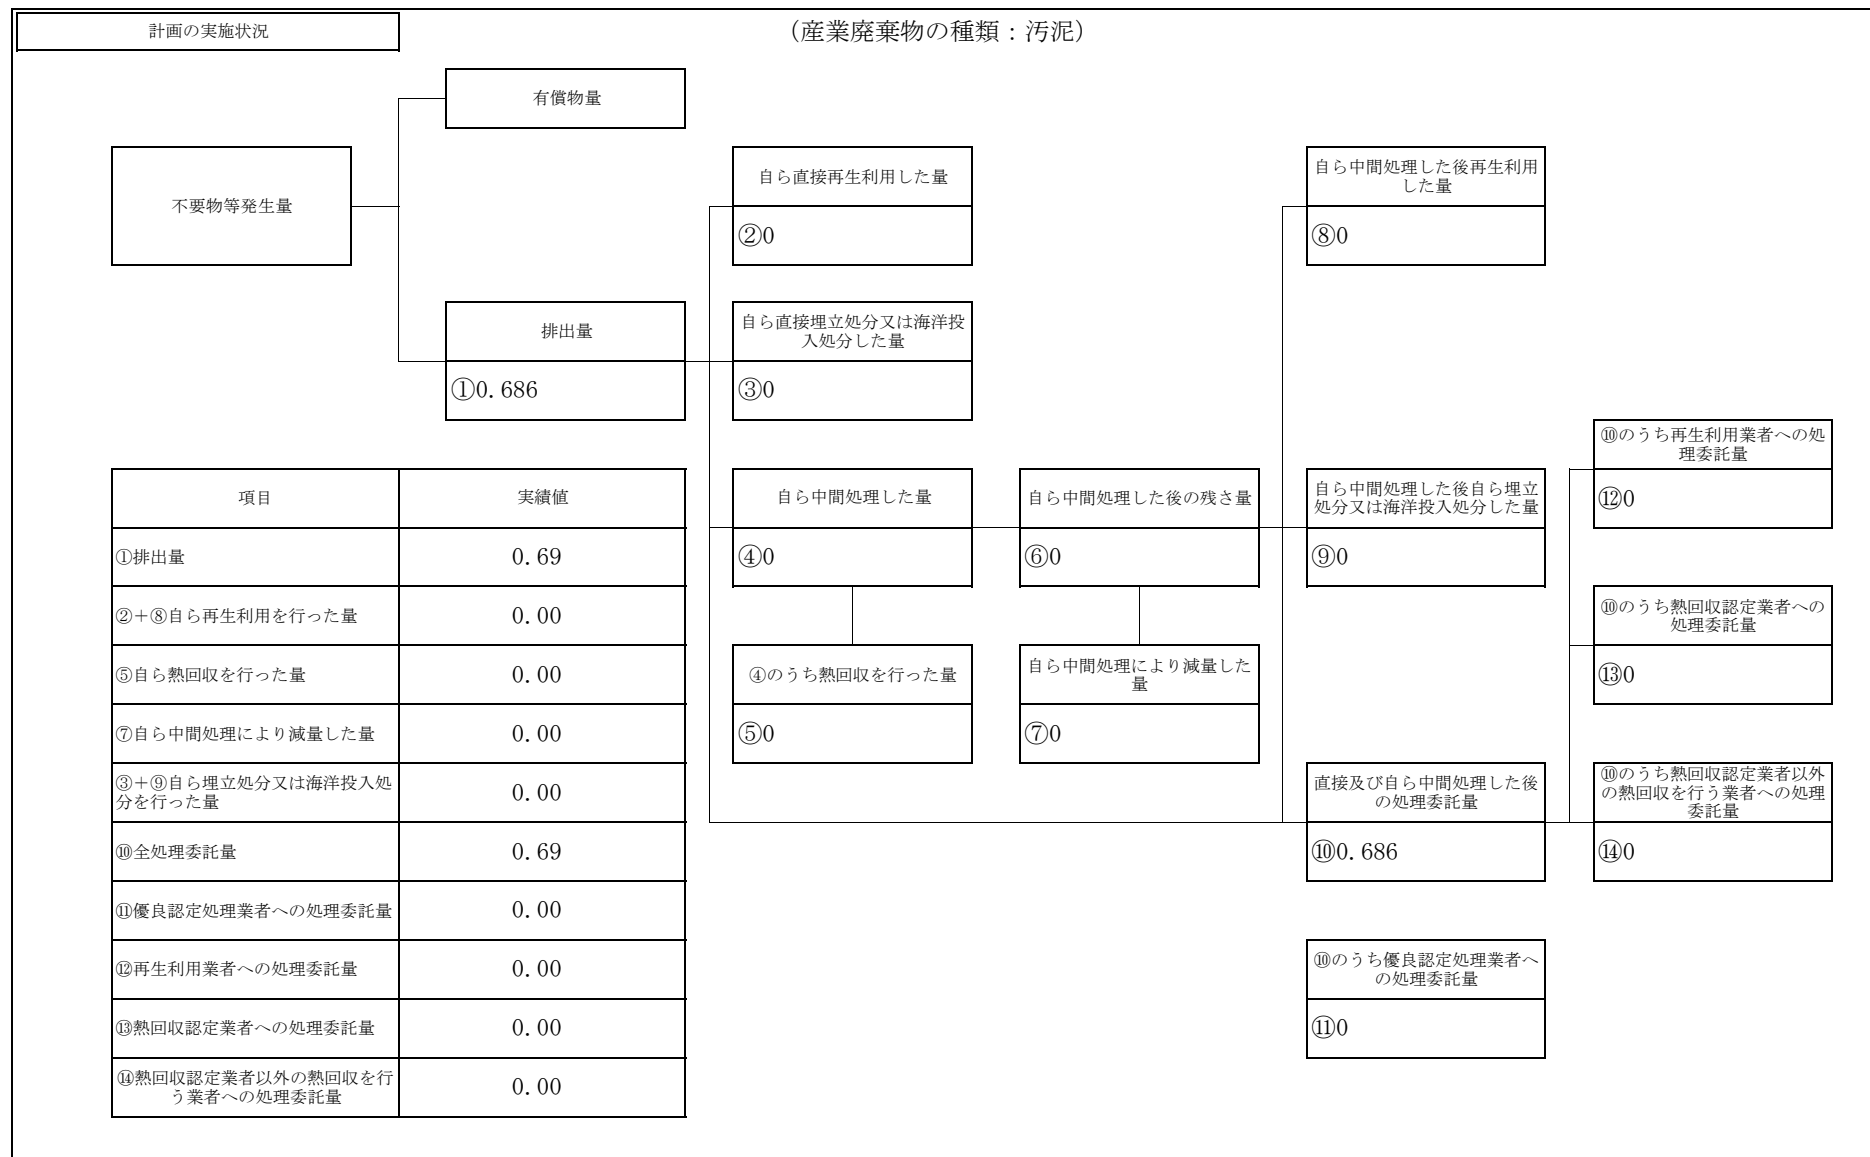 計画の実施状況
（産業廃棄物の種類：汚泥）
有償物量
不要物等発生量
自ら直接再生利用した量
②0
自ら中間処理した後再生利用
した量
⑧0
排出量
①0.686
自ら直接埋立処分又は海洋投
入処分した量
③0
⑩のうち再生利用業者への処
理委託量
⑫0
自ら中間処理した量
④0
自ら中間処理した後の残さ量
⑥0
自ら中間処理した後自ら埋立
処分又は海洋投入処分した量
⑨0
⑩のうち熱回収認定業者への
処理委託量
⑬0
④のうち熱回収を行った量
⑤0
自ら中間処理により減量した
量
⑦0
直接及び自ら中間処理した後
の処理委託量
⑩0.686
⑩のうち熱回収認定業者以外
の熱回収を行う業者への処理
委託量
⑭0
⑩のうち優良認定処理業者へ
の処理委託量
⑪0
項目 実績値
①排出量 0.69
②＋⑧自ら再生利用を行った量 0.00
⑤自ら熱回収を行った量 0.00
⑦自ら中間処理により減量した量 0.00
③＋⑨自ら埋立処分又は海洋投入処
分を行った量 0.00
⑩全処理委託量 0.69
⑪優良認定処理業者への処理委託量 0.00
⑫再生利用業者への処理委託量 0.00
⑬熱回収認定業者への処理委託量 0.00
⑭熱回収認定業者以外の熱回収を行
う業者への処理委託量 0.00